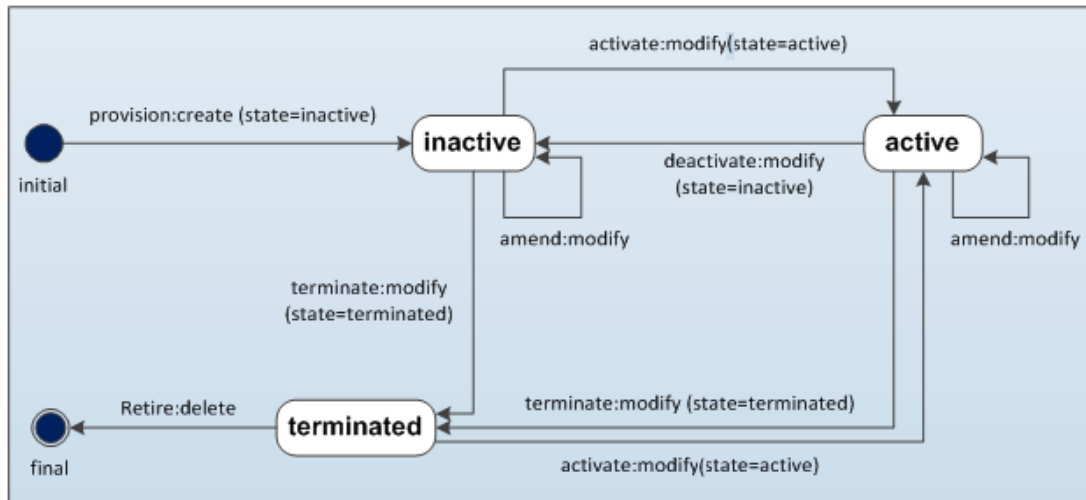 activate:modify(state=active)
provision:create (state=inactive)
inactive
active
initial
deactivate:modify
(state=inactive)
amend:modify
amend:modify
terminate:modify
(state=terminated)
Retire:delete
terminated
terminate:modify (state=terminated)
final
activate:modify(state=active)